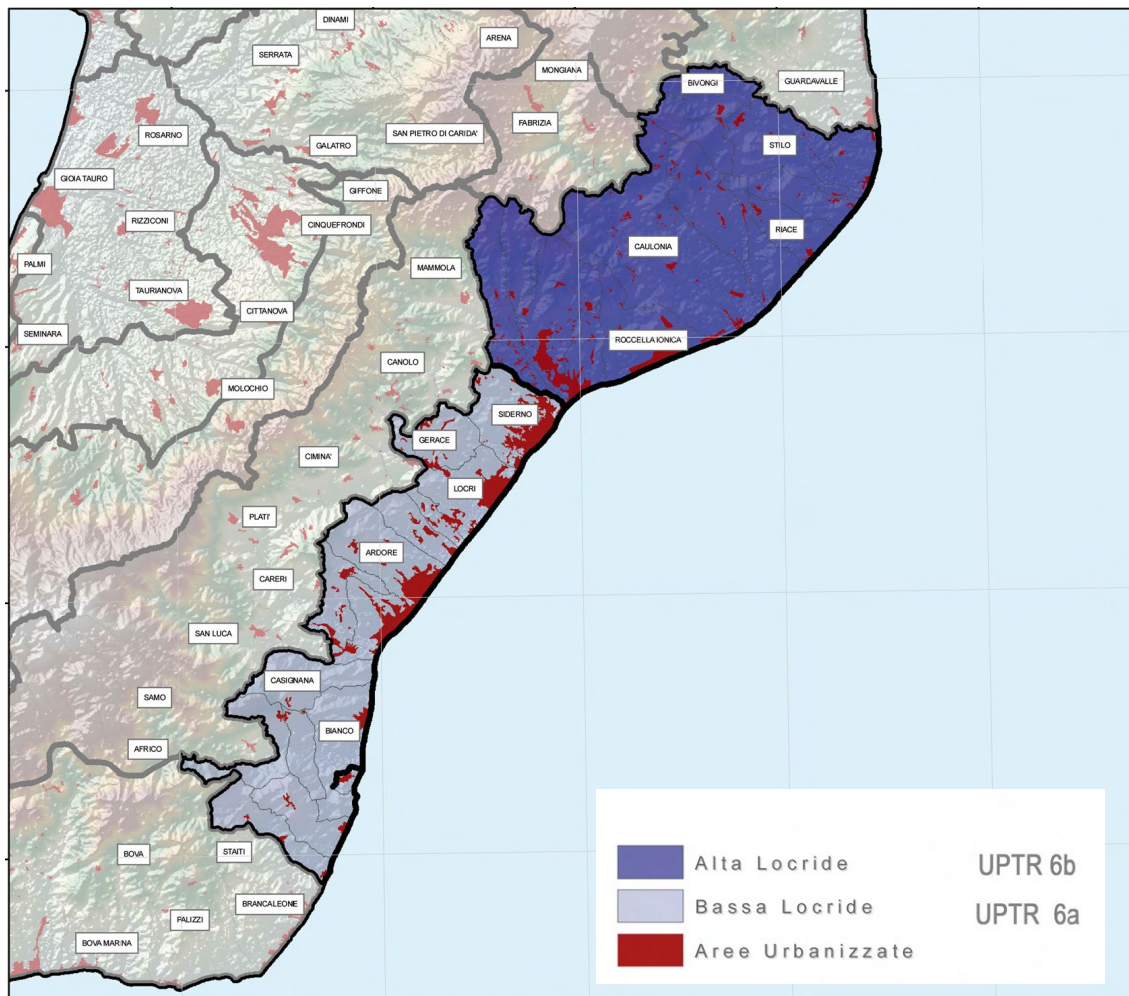 DINAMI
SERRATA
ARENA
MONGIANA
BIVONGI
GUARDAVALLE
ROSARNO
SAN PIETRO DI CARIDA'
FABRIZIA
GALATRO
STILO
GIOIA TAURO
GIFFONE
RIZZICONI
CINQUEFRONDI
RIACE
CAULONIA
PALMI
MAMMOLA
TAURIANOVA
CITTANOVA
SEMINARA
ROCCELLA IONICA
CANOLO
MOLOCHIO
SIDERNO
GERACE
CIMINA'
LOCRI
PLATI'
ARDORE
CARERI
SAN LUCA
CASIGNANA
SAMO
BIANCO
AFRICO
BOVA
STAITI
BRANCALEONE
PALIZZI
BOVA MARINA
Alta Locride UPTR 6b
Bassa Locride UPTR 6a
Aree Urbanizzate